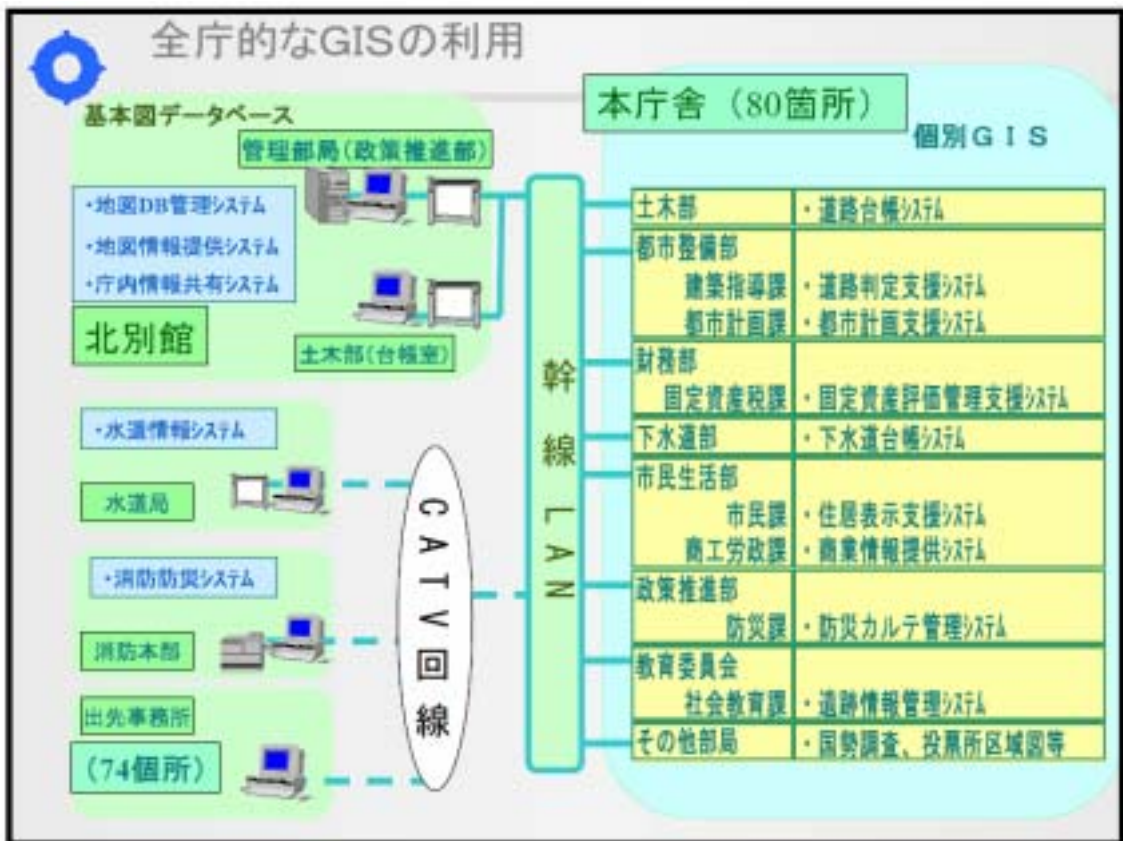 全庁的なGISの利用
基本図データベース
管理部局(政策推進部)
・地図DB管理システム
・地図情報提供システム
・庁内情報共有システム
北別館
土木部(台帳室)
・水道情報システム
水道局
・消防防災システム
消防本部
出先事務所
(74個所)
CATV回線
幹線LAN
本庁舎（80箇所）
個別GIS
土木部 ・道路台帳システム
都市整備部
建築指導課 ・道路判定支援システム
都市計画課 ・都市計画支援システム
財務部
固定資産税課 ・固定資産評価管理支援システム
下水道部 ・下水道台帳システム
市民生活部
市民課 ・住居表示支援システム
商工労政課 ・商業情報提供システム
政策推進部
防災課 ・防災カルテ管理システム
教育委員会
社会教育課 ・遺跡情報管理システム
その他部局 ・国勢調査、投票所区域図等